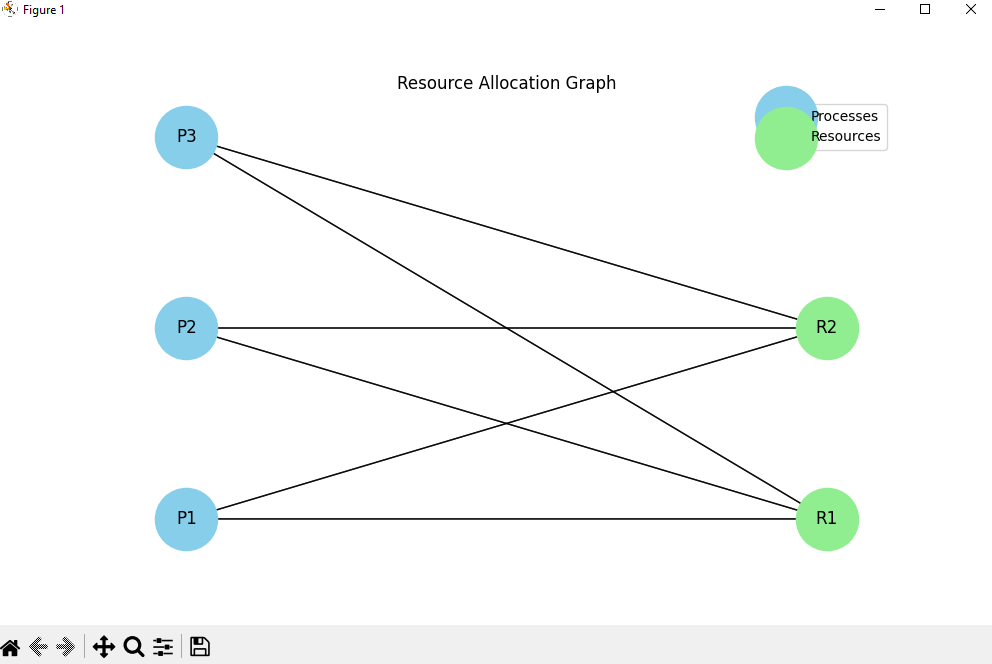 Figure 1
Resource Allocation Graph
Processes
Resources
P3
P2
R2
P1
R1